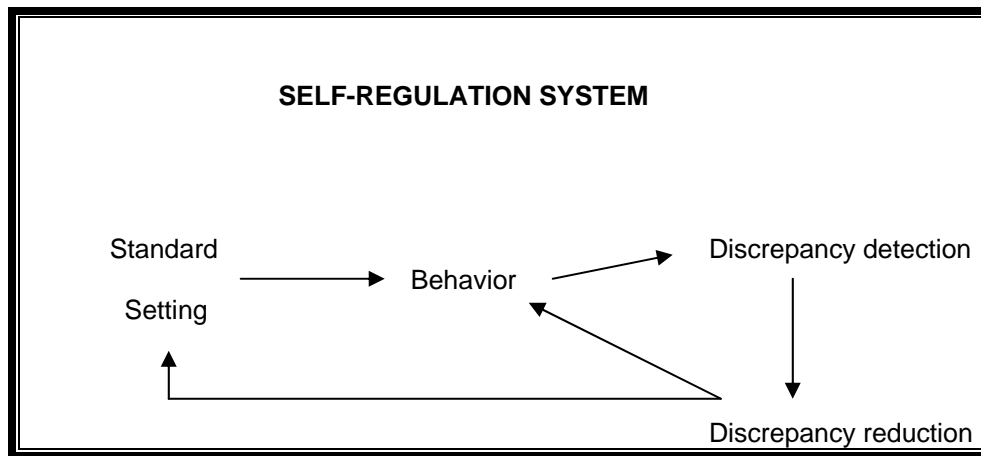 SELF-REGULATION SYSTEM
Standard
Setting
Behavior
Discrepancy detection
Discrepancy reduction